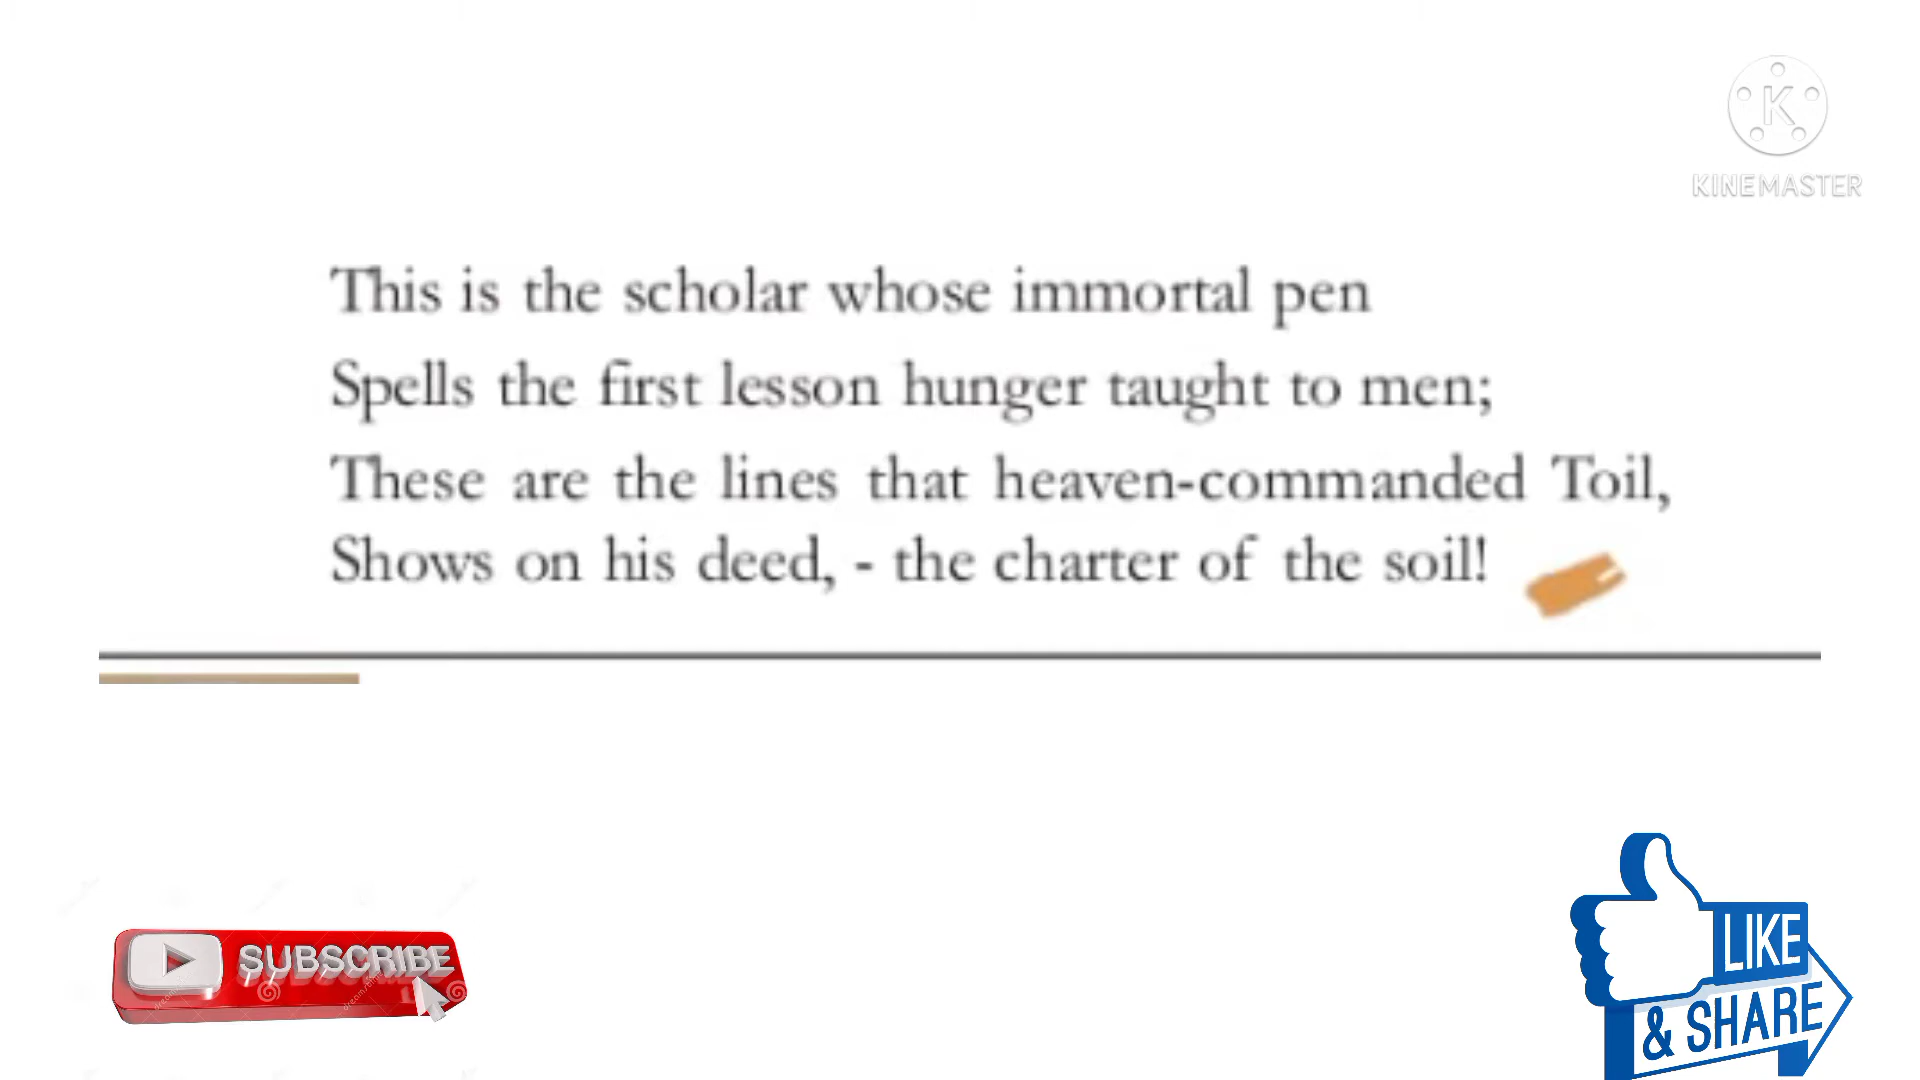 K
KINEMASTER
This is the scholar whose immortal pen
Spells the first lesson hunger taught to men;
These are the lines that heaven-commanded Toil,
Shows on his deed, - the charter of the soil!
SUBSCRIBE
LIKE
& SHARE